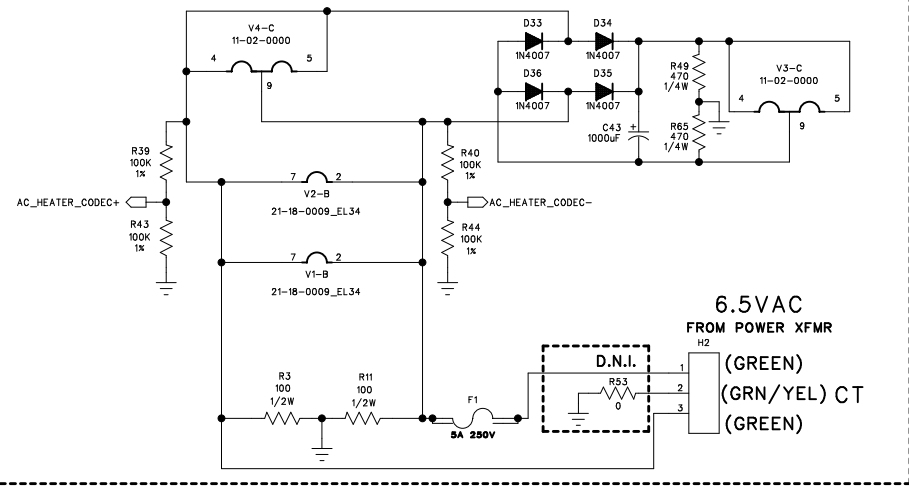 V4-C
11-02-0000
4
5
9
D33
1N4007
D34
1N4007
D36
1N4007
D35
1N4007
R49
470
1/4W
V3-C
11-02-0000
4
5
9
C43
1000uF
+
R65
470
1/4W
R39
100K
1%
R40
100K
1%
AC_HEATER_CODEC+
AC_HEATER_CODEC-
7
2
V2-B
21-18-0009_EL34
R43
100K
1%
R44
100K
1%
7
2
V1-B
21-18-0009_EL34
6.5VAC
FROM POWER XFMR
H2
D.N.I.
1
(GREEN)
R53
0
2
(GRN/YEL) CT
3
(GREEN)
R3
100
1/2W
R11
100
1/2W
F1
5A 250V